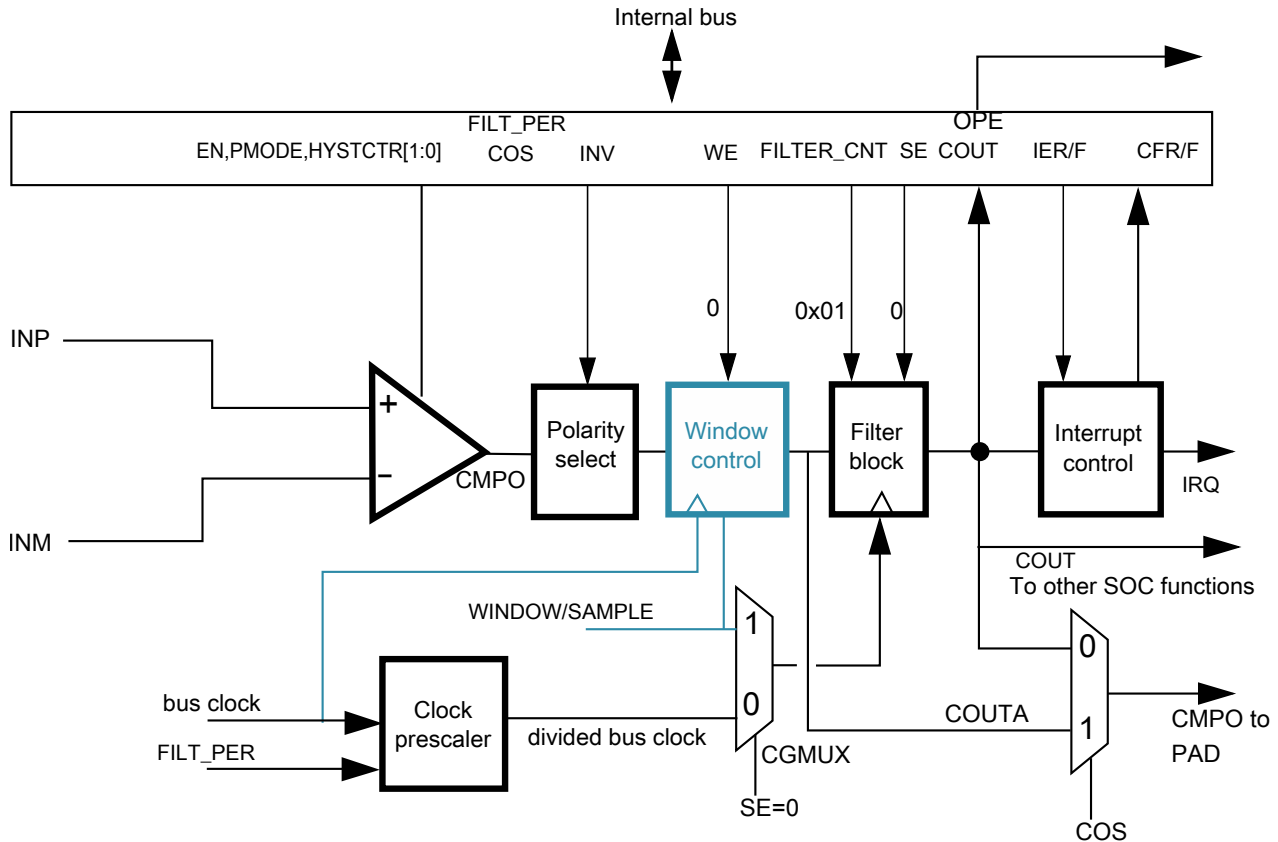 Internal bus
FILT_PER
OPE
EN,PMODE,HYSTCTR[1:0]
COS
INV
WE
FILTER_CNT
SE
COUT
IER/F
CFR/F
0
0x01
0
INP
+
Polarity
select
Window
control
Filter
block
Interrupt
control
−
CMPO
IRQ
INM
COUT
To other SOC functions
WINDOW/SAMPLE
1
0
bus clock
Clock
prescaler
0
divided bus clock
COUTA
1
CMPO to
PAD
FILT_PER
CGMUX
SE=0
COS